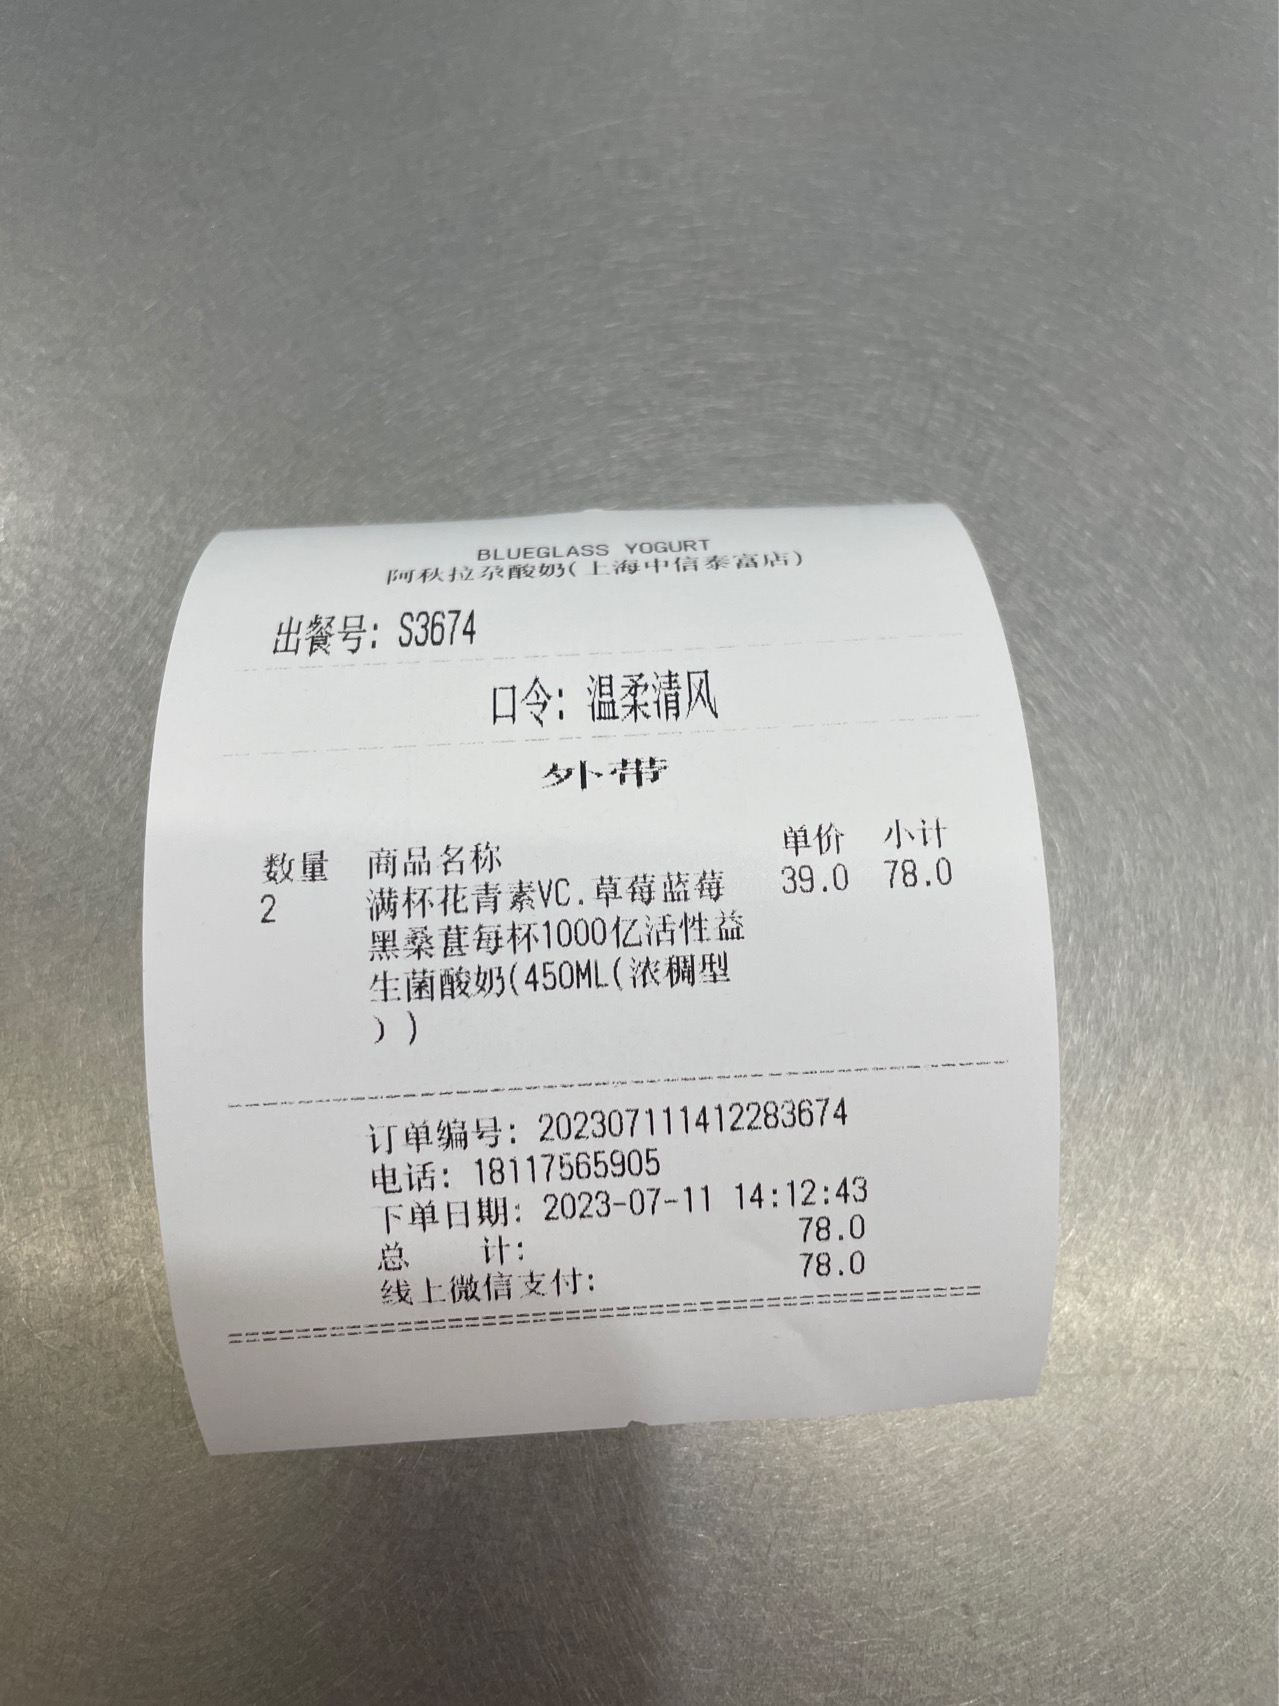 BLUEGLASS YOGURT
阿秋拉尕酸奶(上海中信泰富店)
出餐号: S3674
口令: 温柔清风
外带
数量 商品名称 单价 小计
2 满杯花青素VC.草莓蓝莓 39.0 78.0
黑桑葚每杯1000亿活性益
生菌酸奶(450ML(浓稠型
))
订单编号: 202307111412283674
电话: 18117565905
下单日期: 2023-07-11 14:12:43
总 计: 78.0
线上微信支付: 78.0